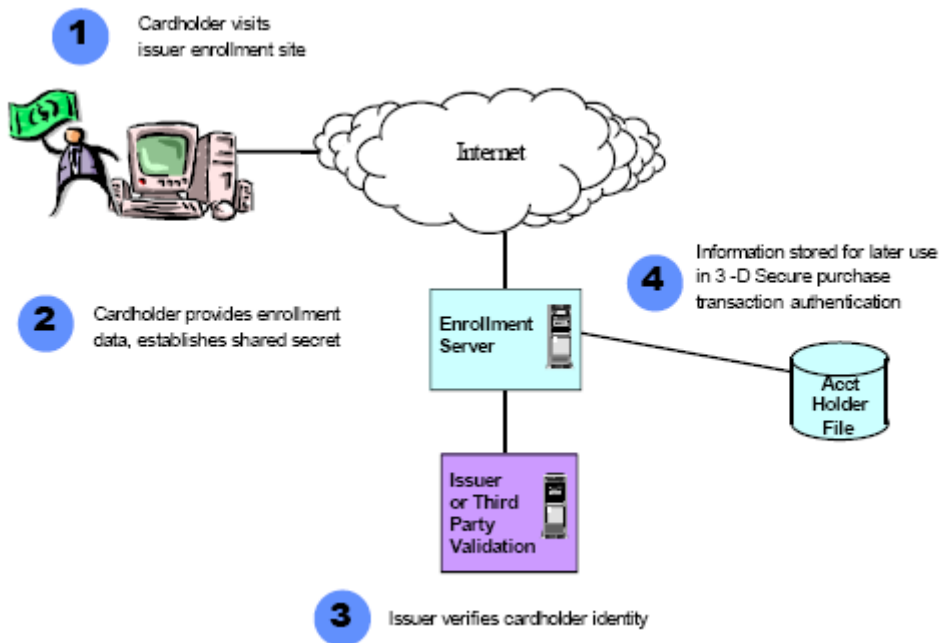 1
Cardholder visits
issuer enrollment site
Internet
2
Cardholder provides enrollment
data, establishes shared secret
Enrollment
Server
4
Information stored for later use
in 3 -D Secure purchase
transaction authentication
Acct
Holder
File
Issuer
or Third
Party
Validation
3
Issuer verifies cardholder identity